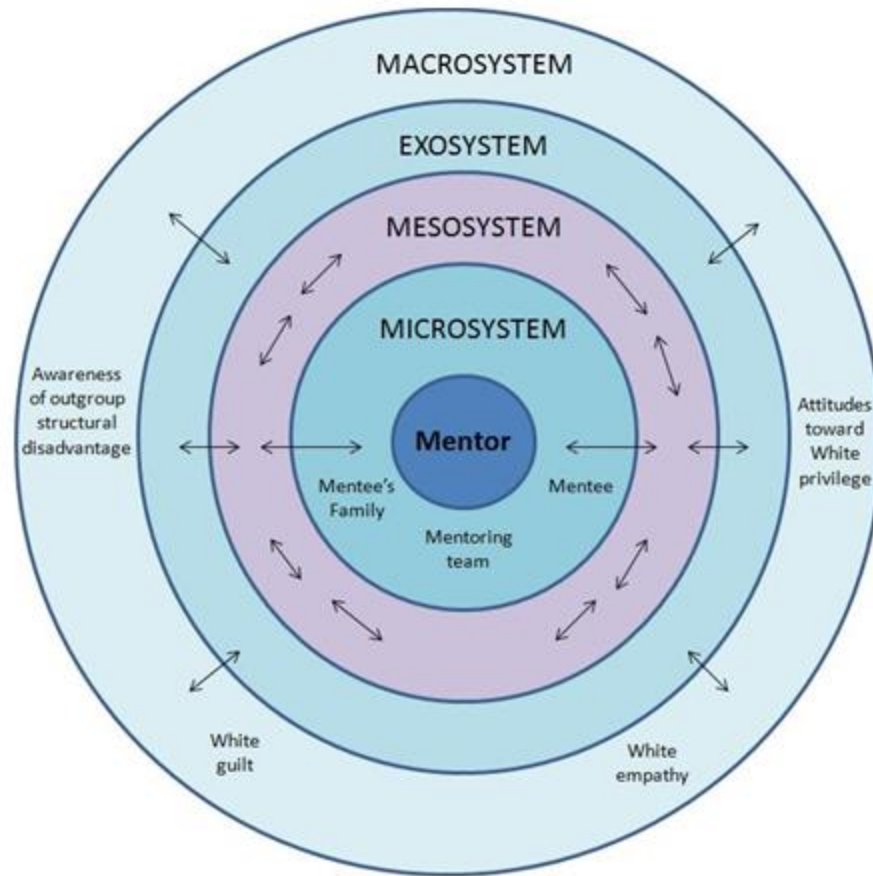 MACROSYSTEM
EXOSYSTEM
MESOSYSTEM
MICROSYSTEM
Awareness
of outgroup
structural
disadvantage
Mentor
Attitudes
toward
White
privilege
Mentee's
Family
Mentee
Mentoring
team
White
guilt
White
empathy